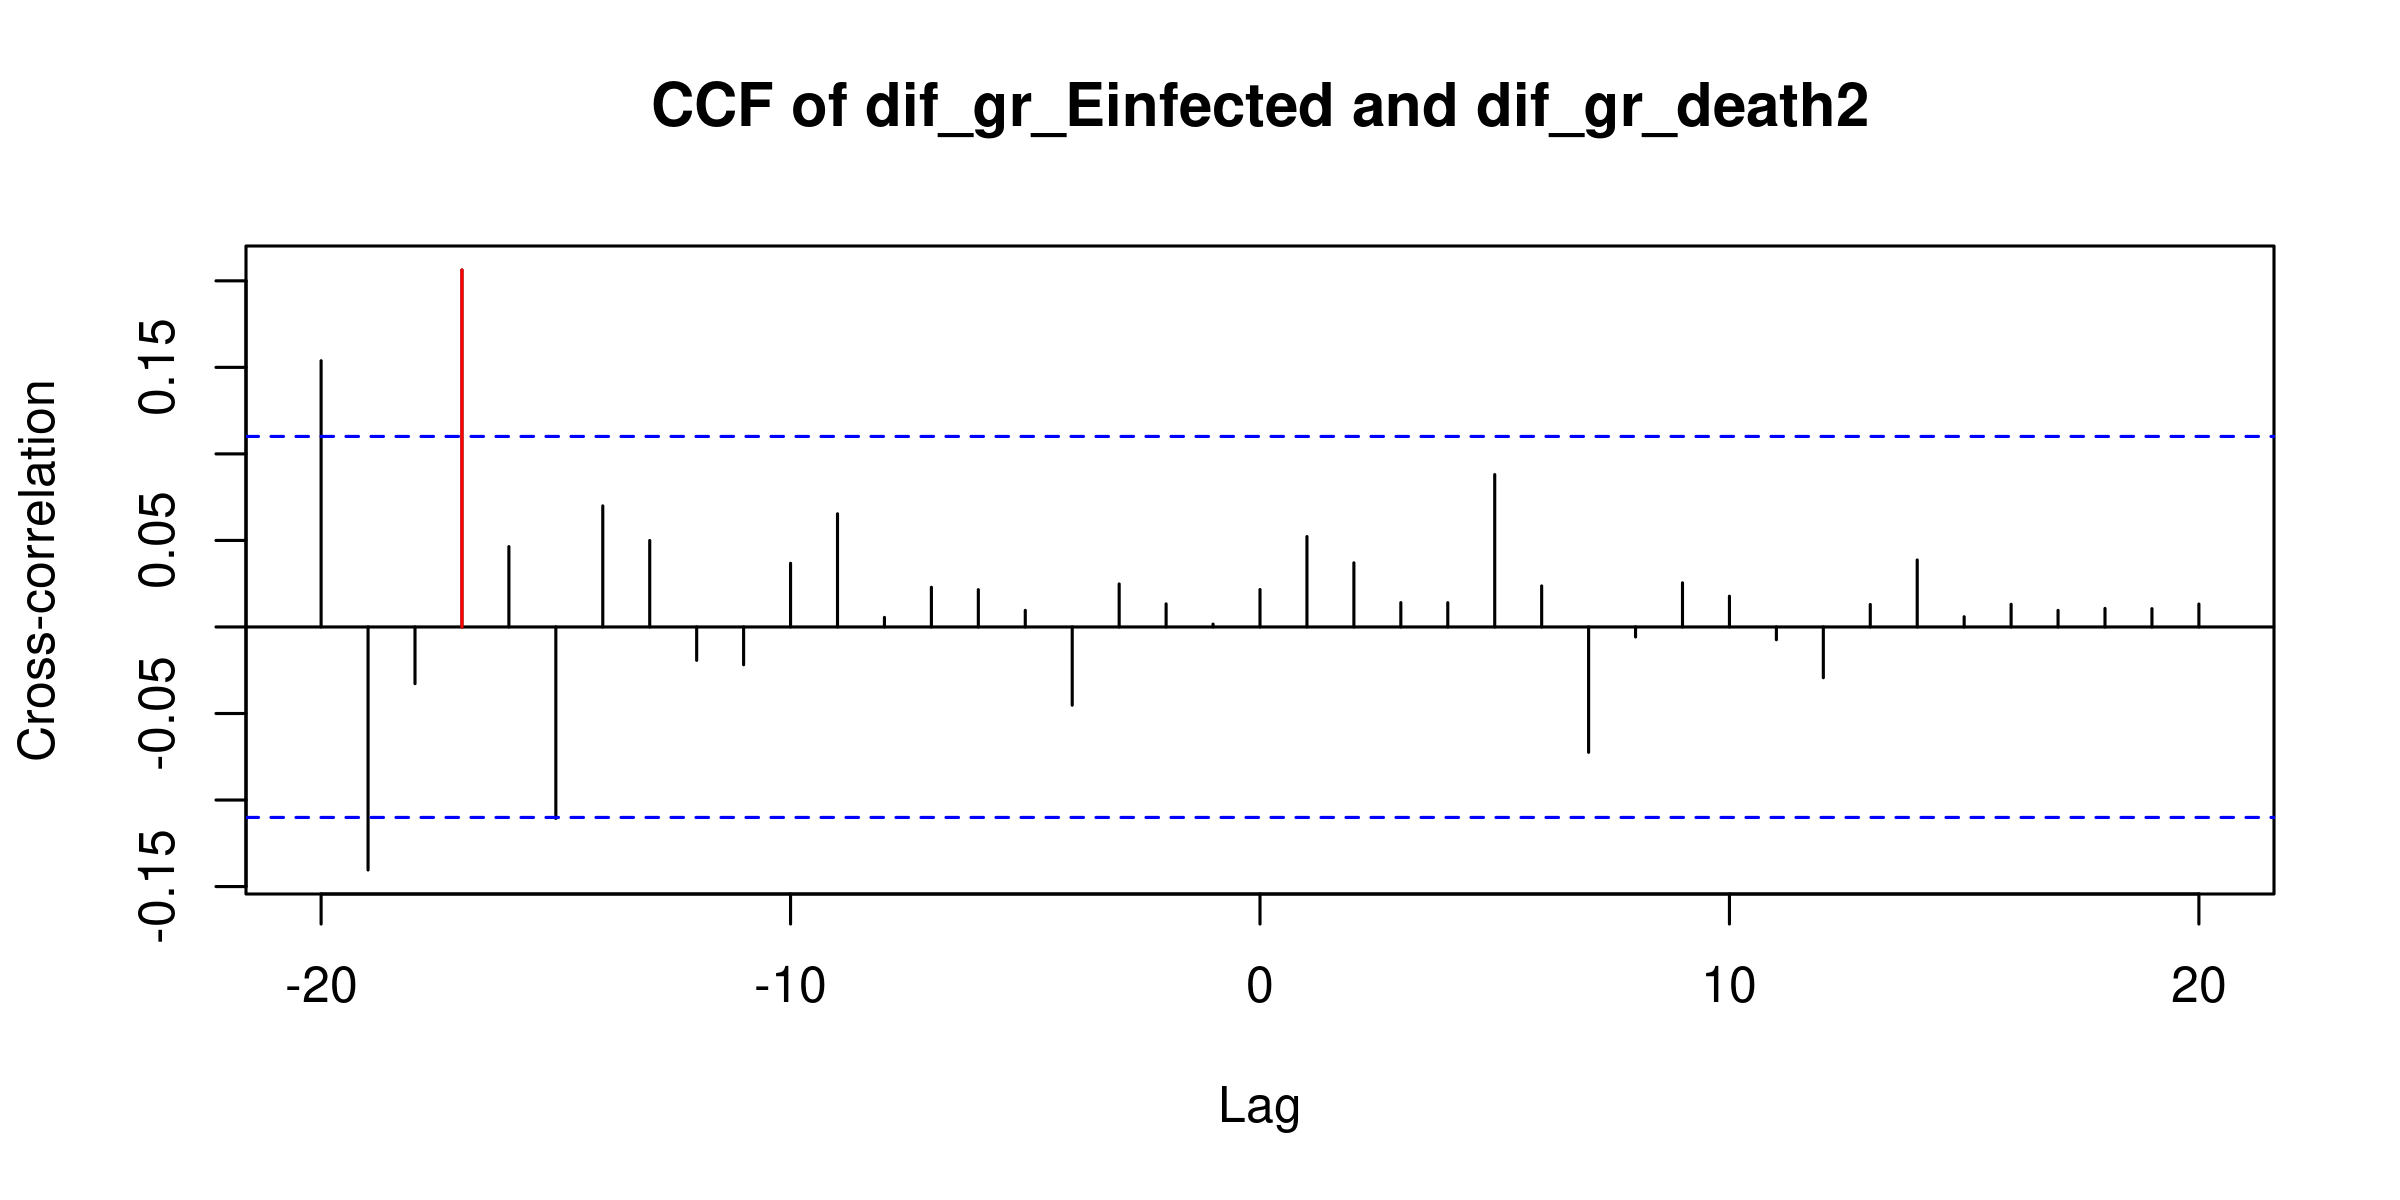 CCF of dif_gr_Einfected and dif_gr_death2
Cross-correlation
0.15
0.05
-0.05
-0.15
-20 -10 0 10 20
Lag